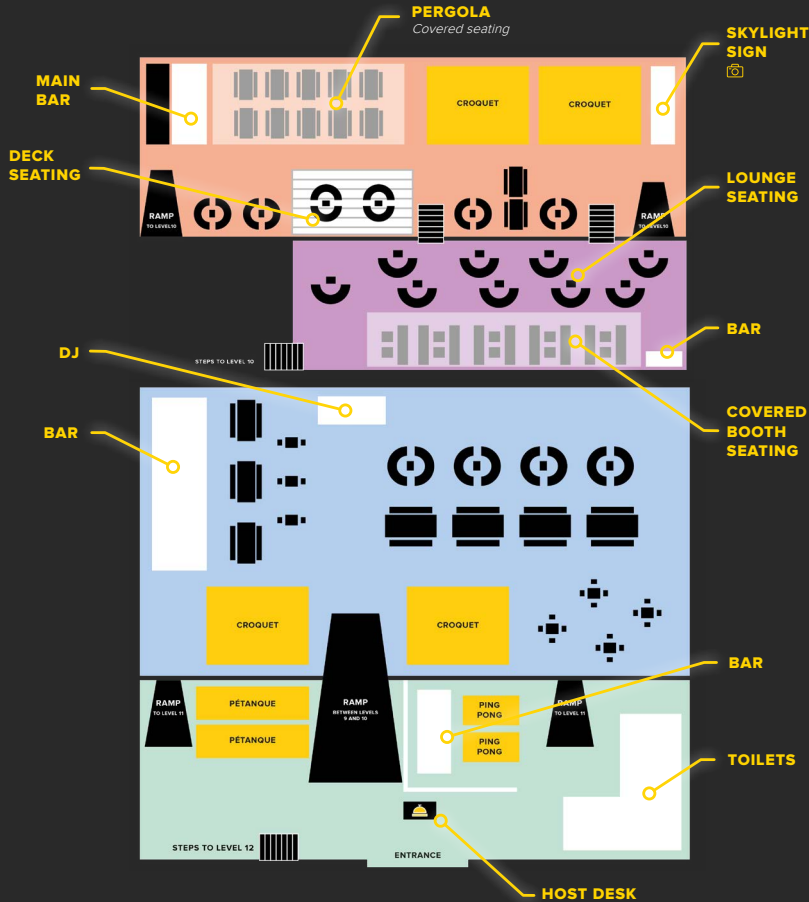 PERGOLA
Covered seating
SKYLIGHT
SIGN
MAIN
BAR
CROQUET
CROQUET
DECK
SEATING
LOUNGE
SEATING
RAMP
TO LEVEL10
RAMP
TO LEVEL10
BAR
DJ
STEPS TO LEVEL 10
COVERED
BOOTH
SEATING
BAR
CROQUET
CROQUET
BAR
RAMP
TO LEVEL 11
PÉTANQUE
RAMP
BETWEEN LEVELS
9 AND 10
PING
PONG
RAMP
TO LEVEL 11
PÉTANQUE
PING
PONG
TOILETS
STEPS TO LEVEL 12
ENTRANCE
HOST DESK